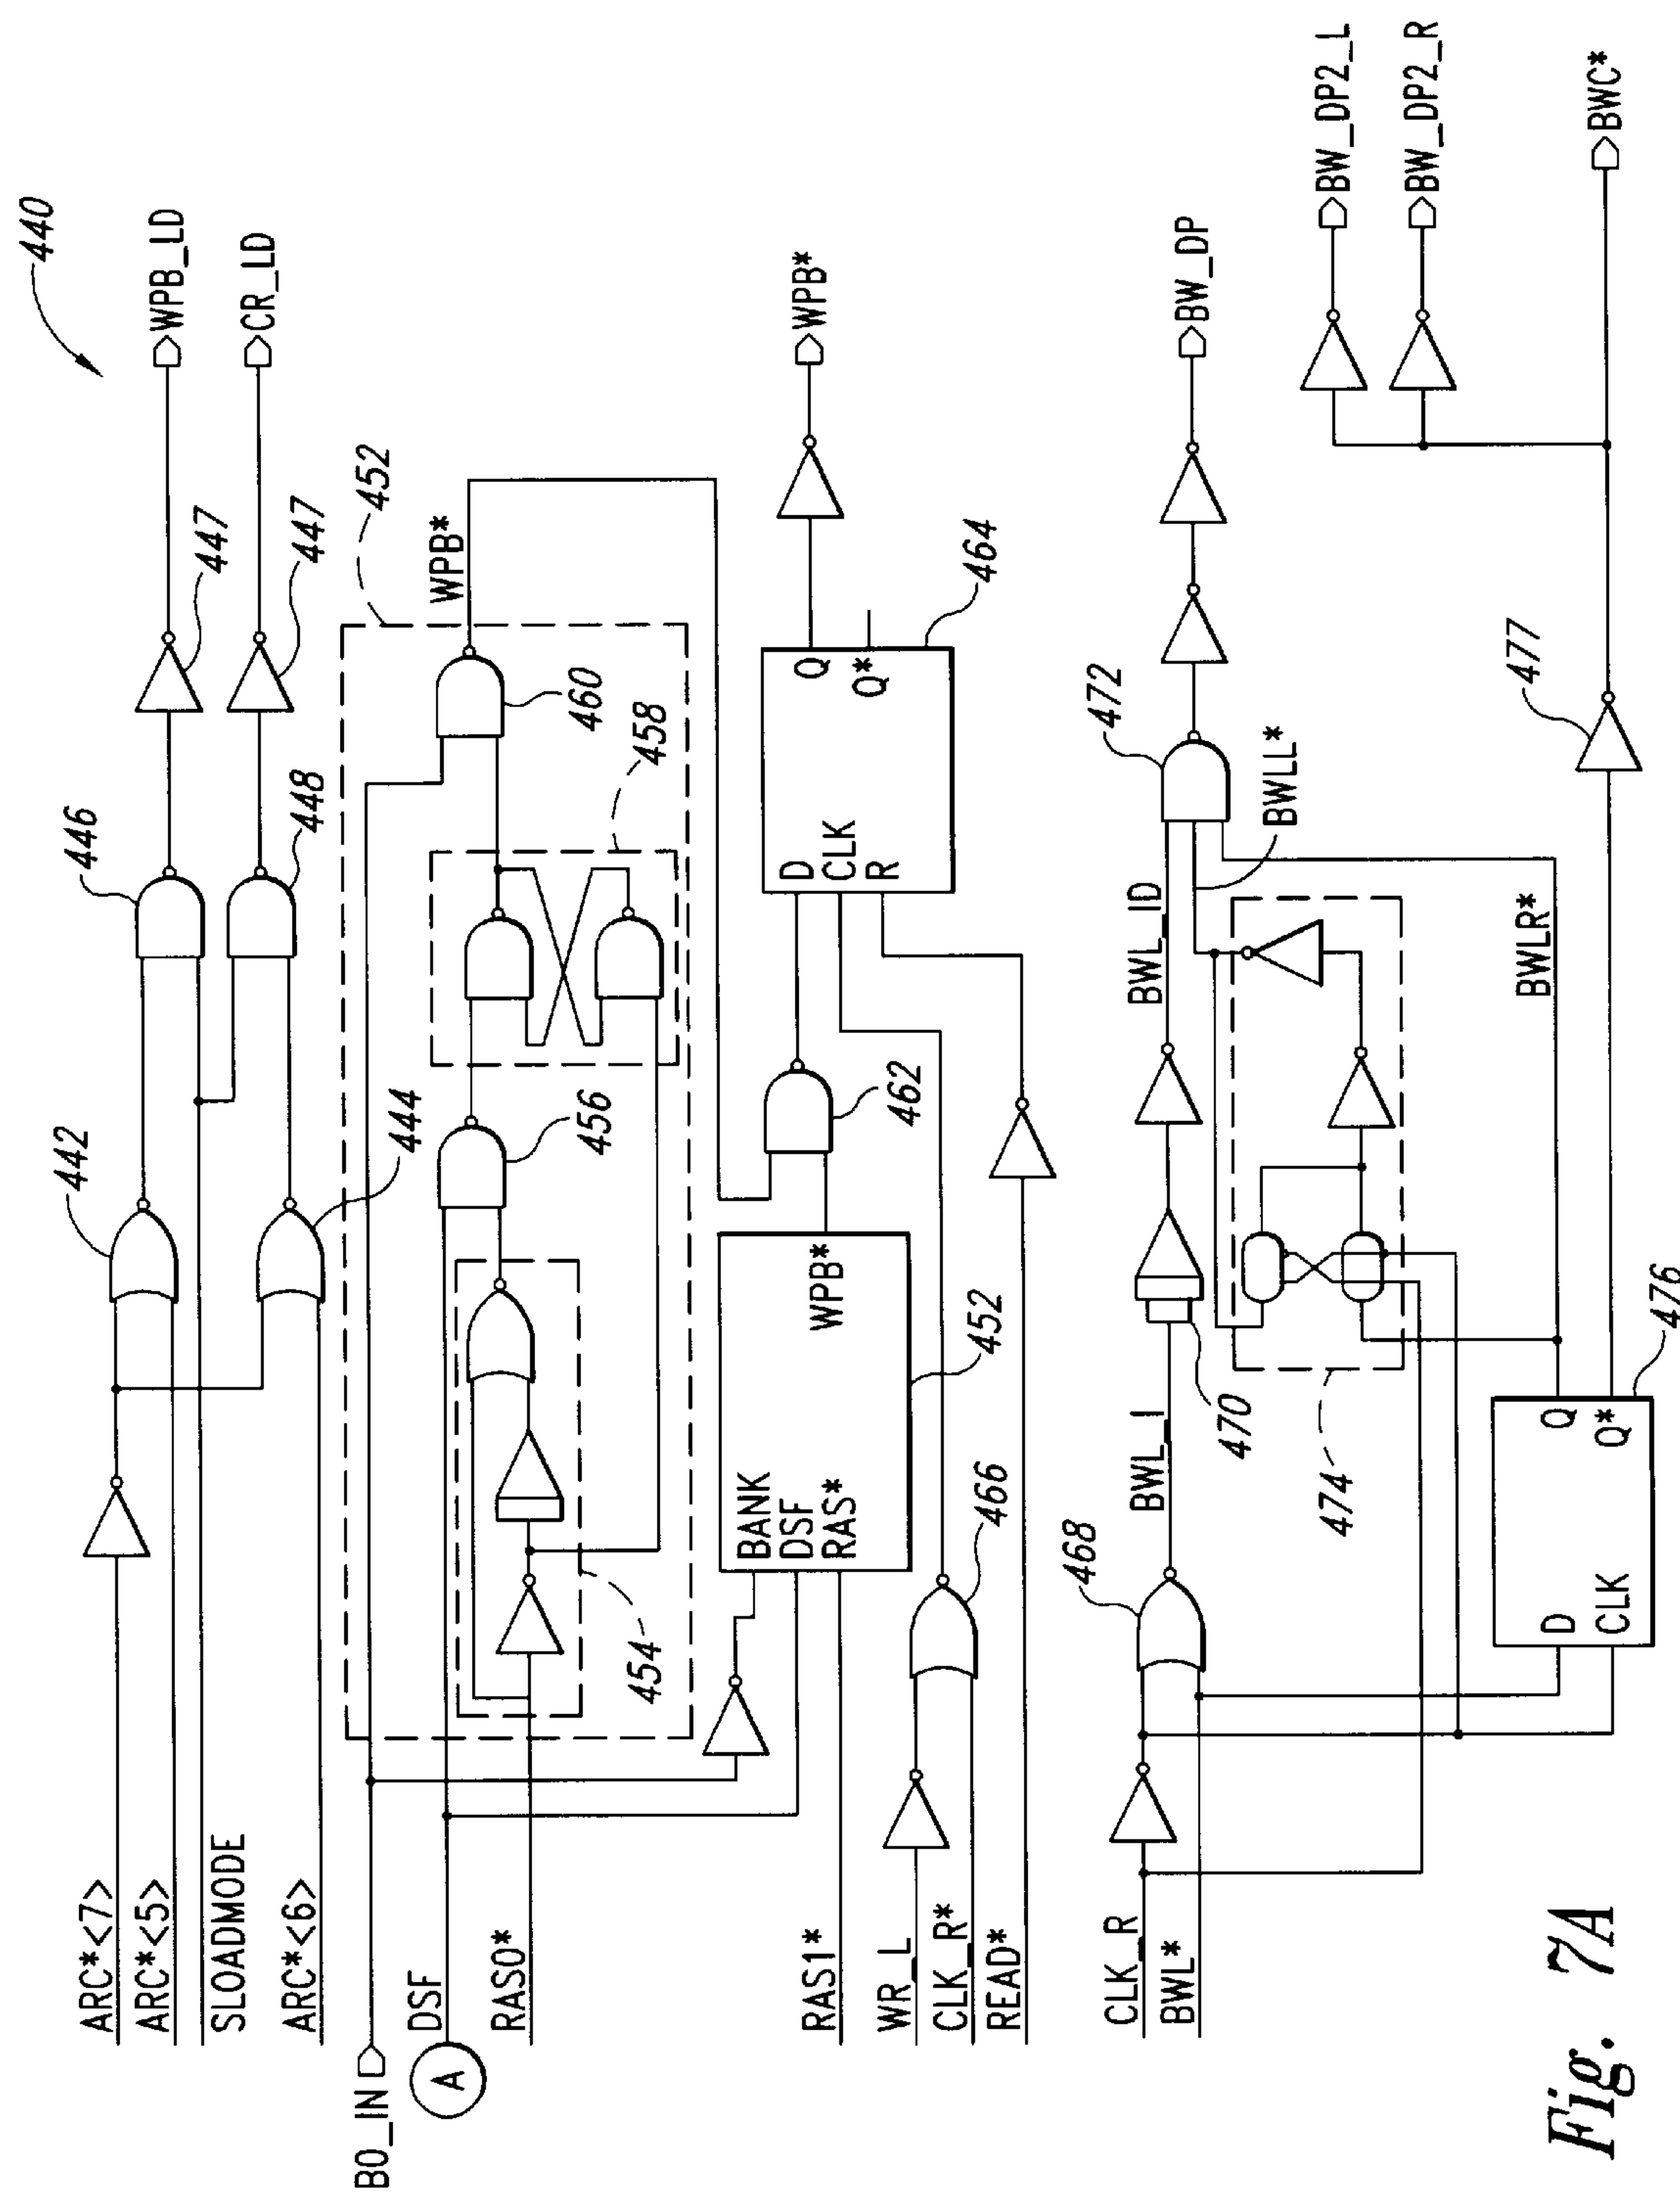 440
ARC*<7>
ARC*<5>
SLOADMODE
ARC*<6>
442
444
446
448
447
447
WPB_LD
CR_LD
B0_IN
A
DSF
RAS0*
454
456
458
460
452
WPB*
BANK
DSF
RAS*
WPB*
452
462
D
CLK
R
Q
Q*
464
WPB*
RAS1*
WR_L
CLK_R*
READ*
466
CLK_R
BWL*
468
BWL_I
470
BWL_ID
472
BWLL*
BW_DP
474
BWLR*
D
CLK
Q
Q*
476
477
BW_DP2_L
BW_DP2_R
BWC*
Fig. 7A